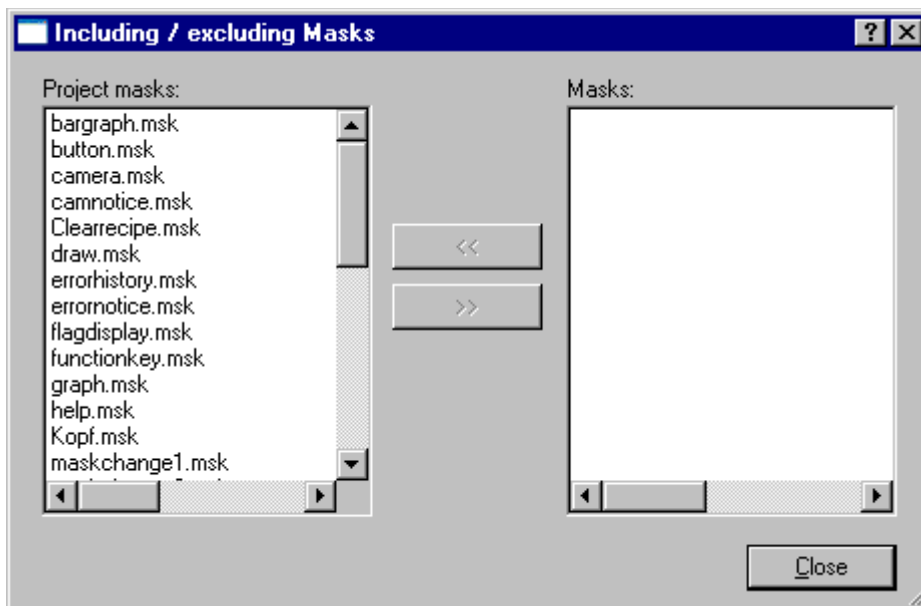 Including / excluding Masks
Project masks:
bargraph.msk
button.msk
camera.msk
camnotice.msk
Clearrecipe.msk
draw.msk
errorhistory.msk
errornotice.msk
flagdisplay.msk
functionkey.msk
graph.msk
help.msk
Kopf.msk
maskchange1.msk
<<
>>
Masks:
Close